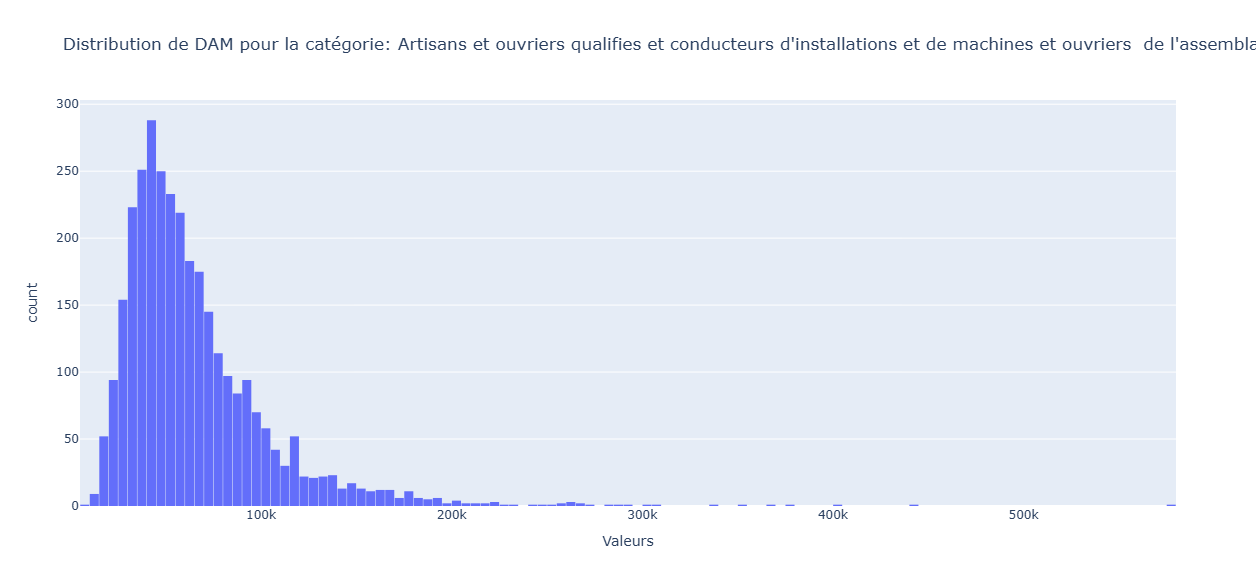 Distribution de DAM pour la catégorie: Artisans et ouvriers qualifies et conducteurs d'installations et de machines et ouvriers  de l'assembla
300
250
200
150
100
50
0
count
100k
200k
300k
400k
500k
Valeurs